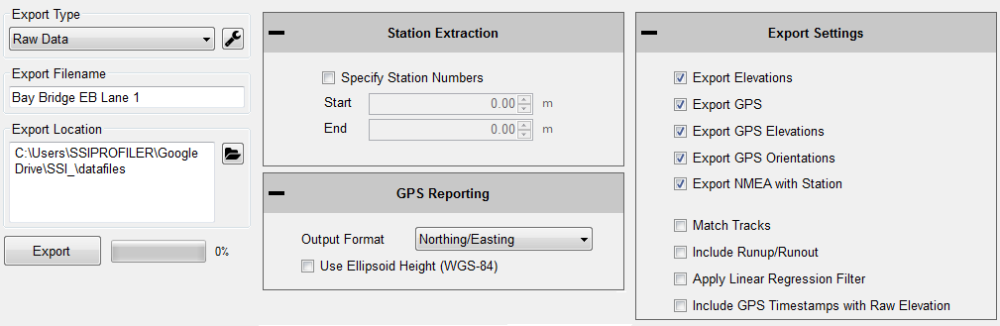 Export Type
Raw Data
Export Filename
Bay Bridge EB Lane 1
Export Location
C:\Users\SSIPROFILER\Google
Drive\SSI_\datafiles
Export
0%
Station Extraction
Specify Station Numbers
Start 0.00 m
End 0.00 m
GPS Reporting
Output Format Northing/Easting
Use Ellipsoid Height (WGS-84)
Export Settings
Export Elevations
Export GPS
Export GPS Elevations
Export GPS Orientations
Export NMEA with Station
Match Tracks
Include Runup/Runout
Apply Linear Regression Filter
Include GPS Timestamps with Raw Elevation